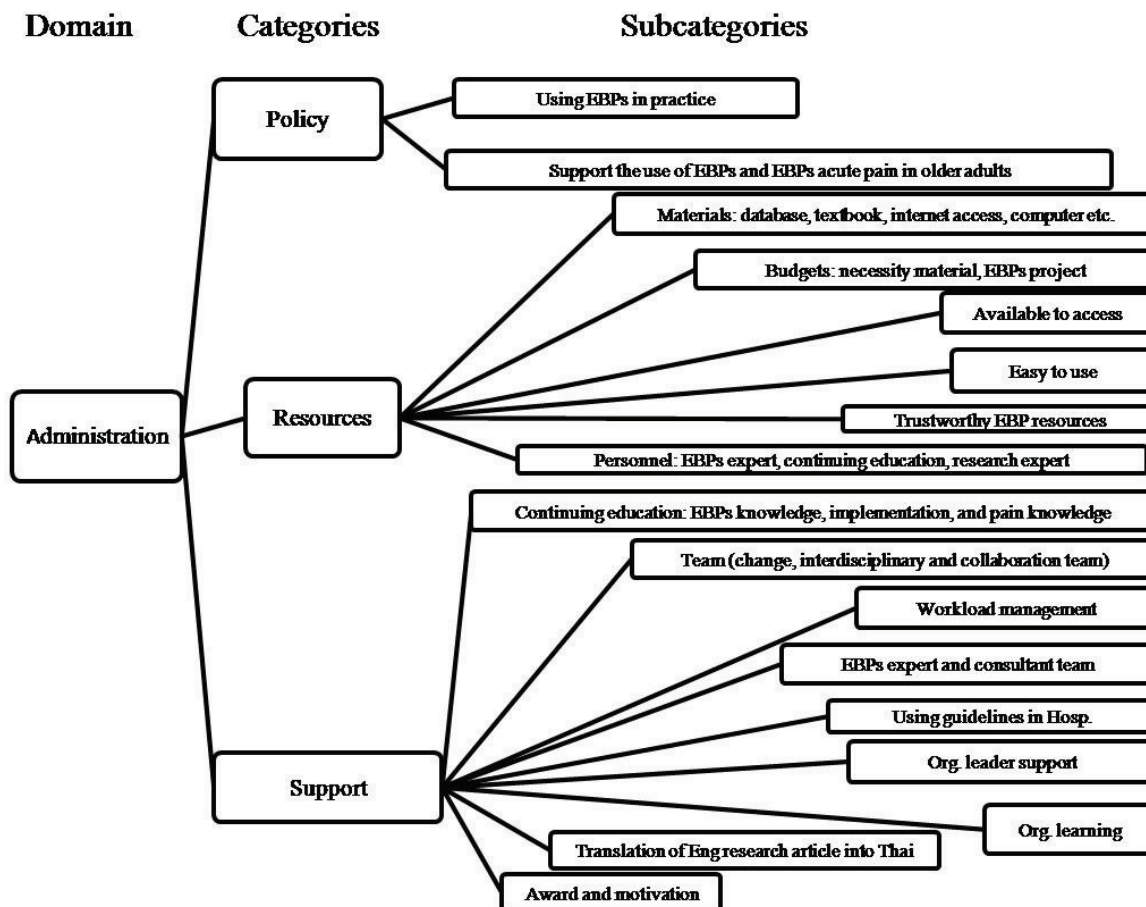 Domain Categories Subcategories
Policy
Using EBPs in practice
Support the use of EBPs and EBPs acute pain in older adults
Administration
Resources
Materials: database, textbook, internet access, computer etc.
Budgets: necessity material, EBPs project
Available to access
Easy to use
Trustworthy EBP resources
Personnel: EBPs expert, continuing education, research expert
Support
Continuing education: EBPs knowledge, implementation, and pain knowledge
Team (change, interdisciplinary and collaboration team)
Workload management
EBPs expert and consultant team
Using guidelines in Hosp.
Org. leader support
Org. learning
Translation of Eng research article into Thai
Award and motivation